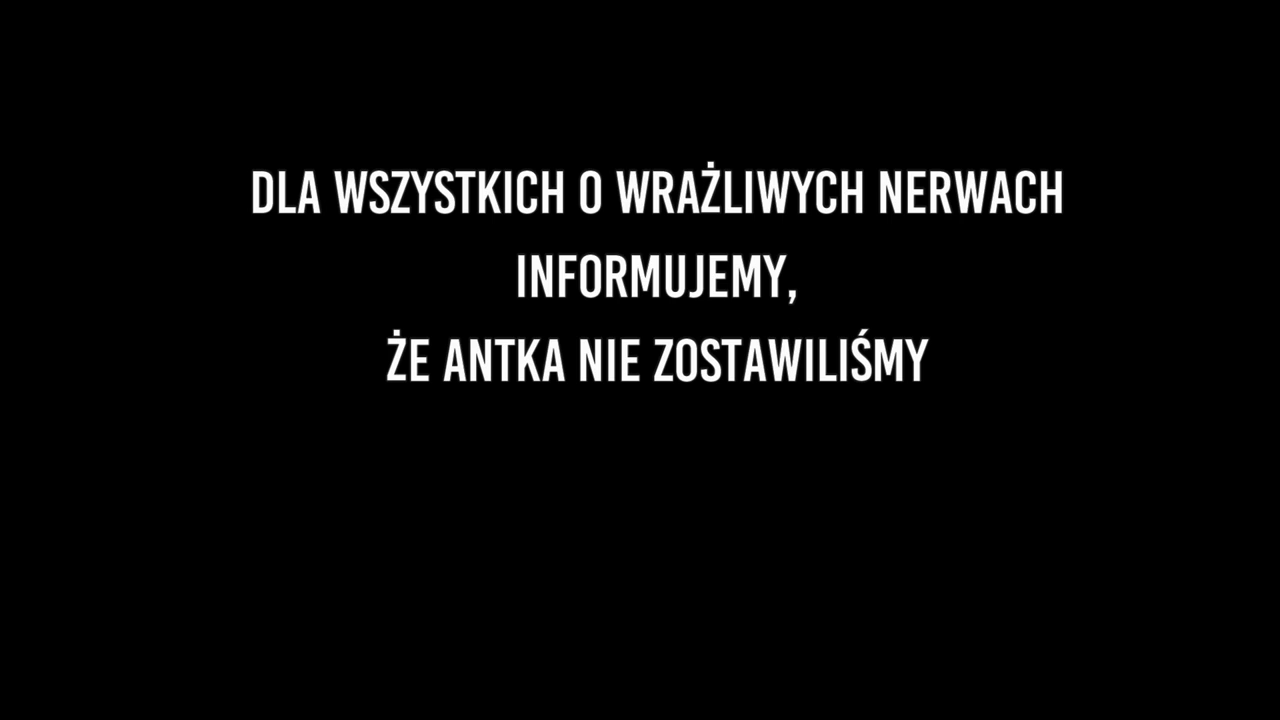 DLA WSZYSTKICH O WRAŻLIWYCH NERWACH
INFORMUJEMY,
ŻE ANTKA NIE ZOSTAWILIŚMY